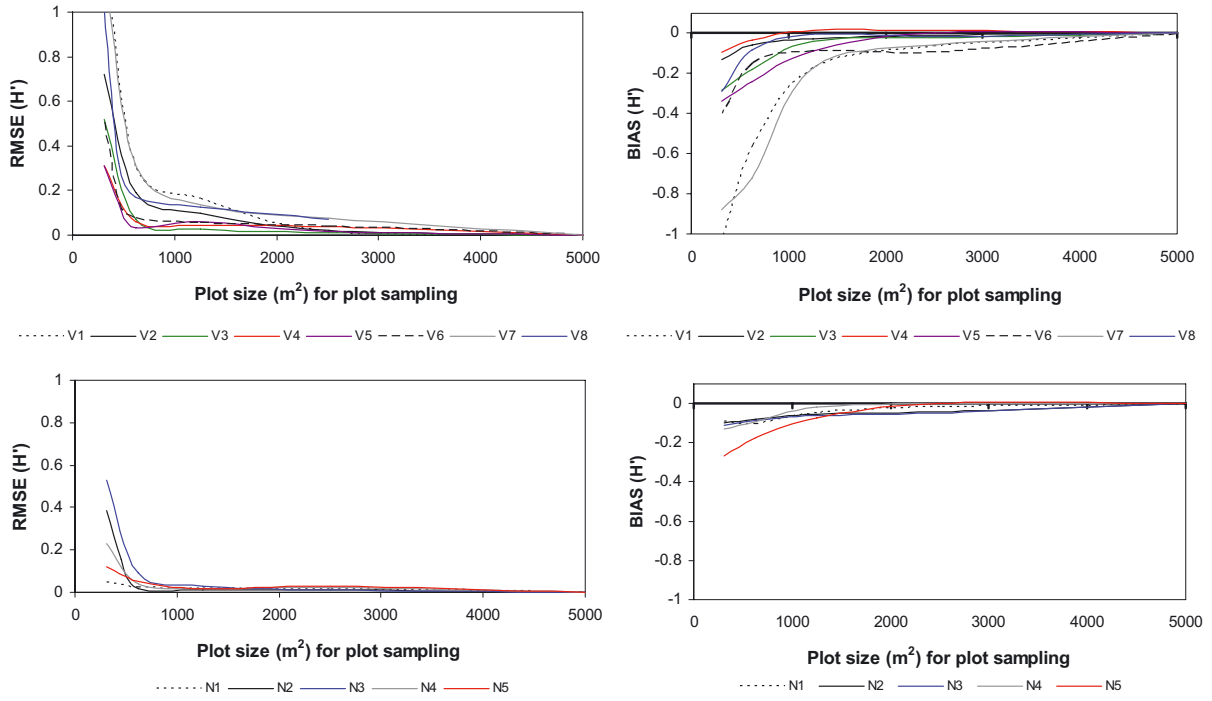 RMSE (H')
1
0.8
0.6
0.4
0.2
0
0 1000 2000 3000 4000 5000
Plot size (m²) for plot sampling
V1 V2 V3 V4 V5 V6 V7 V8
BIAS (H')
0
-0.2
-0.4
-0.6
-0.8
-1
0 1000 2000 3000 4000 5000
Plot size (m²) for plot sampling
V1 V2 V3 V4 V5 V6 V7 V8
RMSE (H')
1
0.8
0.6
0.4
0.2
0
0 1000 2000 3000 4000 5000
Plot size (m²) for plot sampling
N1 N2 N3 N4 N5
BIAS (H')
0
-0.2
-0.4
-0.6
-0.8
-1
0 1000 2000 3000 4000 5000
Plot size (m²) for plot sampling
N1 N2 N3 N4 N5